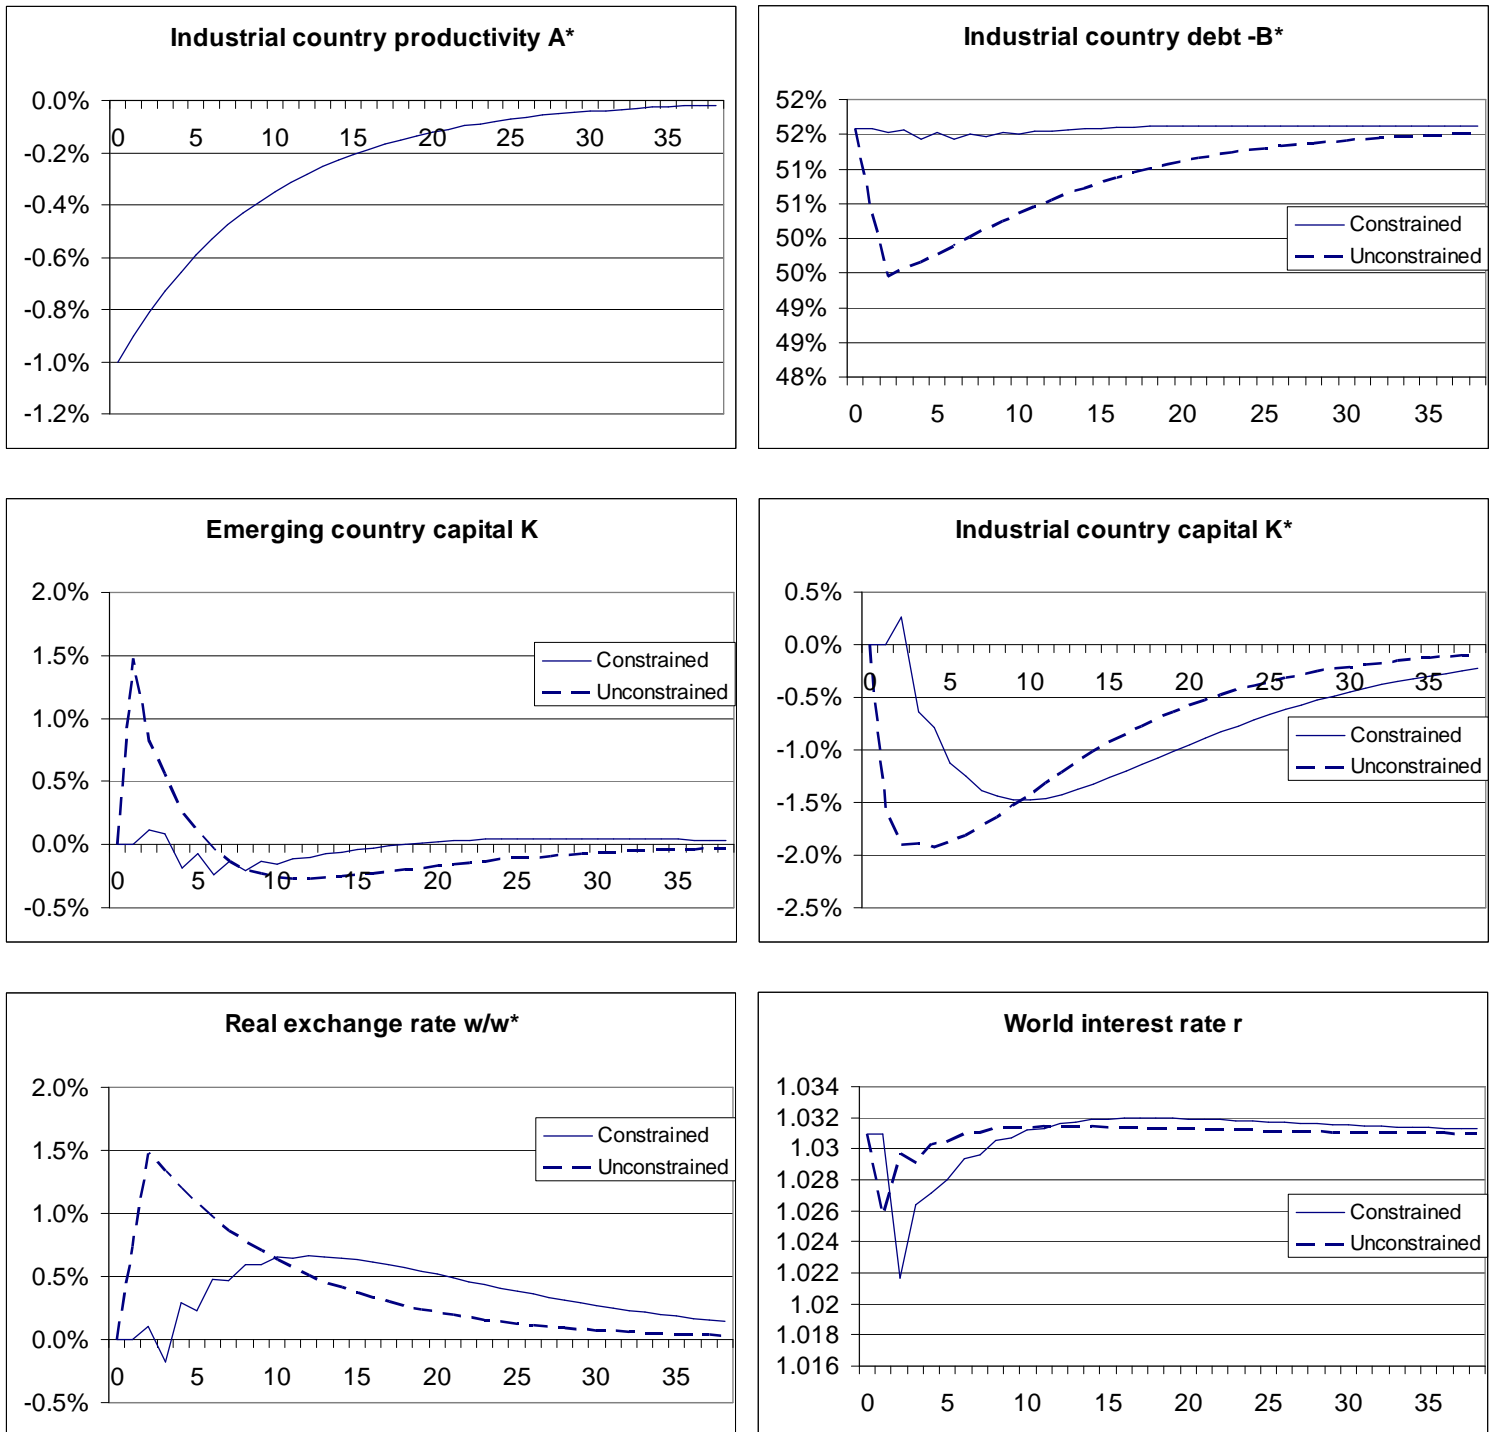 Industrial country productivity A*
0.0%
-0.2%
-0.4%
-0.6%
-0.8%
-1.0%
-1.2%
0 5 10 15 20 25 30 35
Industrial country debt -B*
52%
52%
51%
51%
50%
50%
49%
49%
48%
0 5 10 15 20 25 30 35
Constrained
Unconstrained
Emerging country capital K
2.0%
1.5%
1.0%
0.5%
0.0%
-0.5%
0 5 10 15 20 25 30 35
Constrained
Unconstrained
Industrial country capital K*
0.5%
0.0%
-0.5%
-1.0%
-1.5%
-2.0%
-2.5%
0 5 10 15 20 25 30 35
Constrained
Unconstrained
Real exchange rate w/w*
2.0%
1.5%
1.0%
0.5%
0.0%
-0.5%
0 5 10 15 20 25 30 35
Constrained
Unconstrained
World interest rate r
1.034
1.032
1.03
1.028
1.026
1.024
1.022
1.02
1.018
1.016
0 5 10 15 20 25 30 35
Constrained
Unconstrained